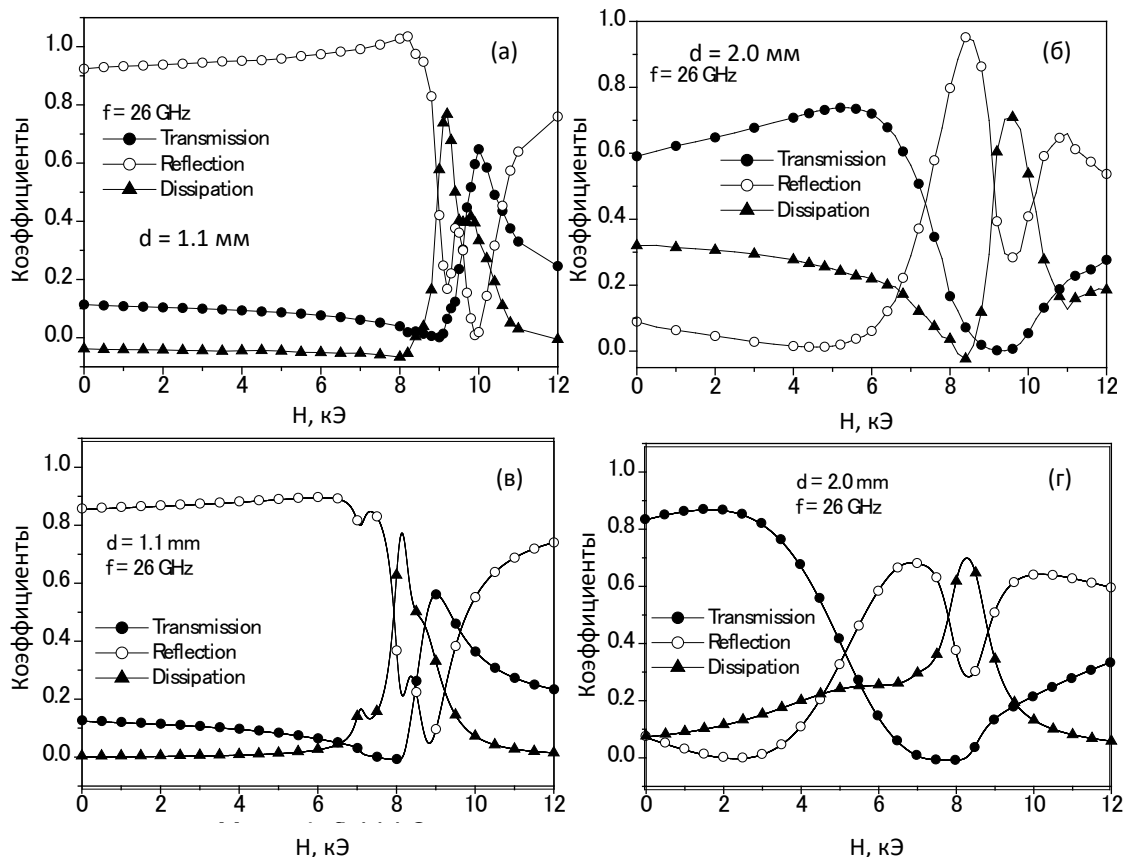 (а)
f = 26 GHz
Transmission
Reflection
Dissipation
d = 1.1 мм
Коэффициенты
1.0
0.8
0.6
0.4
0.2
0.0
0 2 4 6 8 10 12
Н, кЭ
(б)
d = 2.0 мм
f = 26 GHz
Transmission
Reflection
Dissipation
Коэффициенты
1.0
0.8
0.6
0.4
0.2
0.0
0 2 4 6 8 10 12
Н, кЭ
(в)
d = 1.1 mm
f = 26 GHz
Transmission
Reflection
Dissipation
Коэффициенты
1.0
0.8
0.6
0.4
0.2
0.0
0 2 4 6 8 10 12
Н, кЭ
(г)
d = 2.0 mm
f = 26 GHz
Transmission
Reflection
Dissipation
Коэффициенты
1.0
0.8
0.6
0.4
0.2
0.0
0 2 4 6 8 10 12
Н, кЭ